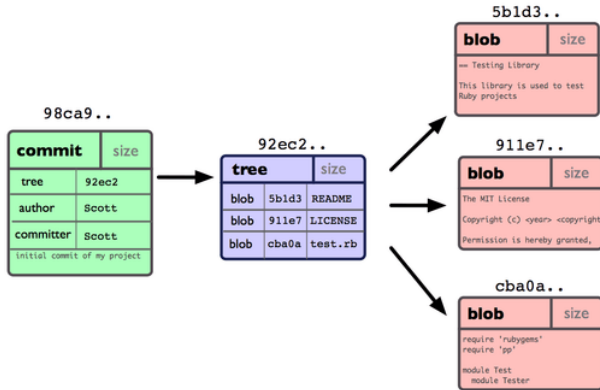 98ca9..
commit size
tree 92ec2
author Scott
committer Scott
initial commit of my project
92ec2..
tree size
blob 5b1d3 README
blob 911e7 LICENSE
blob cba0a test.rb
5b1d3..
blob size
== Testing Library
This library is used to test
Ruby projects
911e7..
blob size
The MIT License
Copyright (c) <year> <copyright
Permission is hereby granted,
cba0a..
blob size
require 'rubygems'
require 'pp'
module Test
module Tester